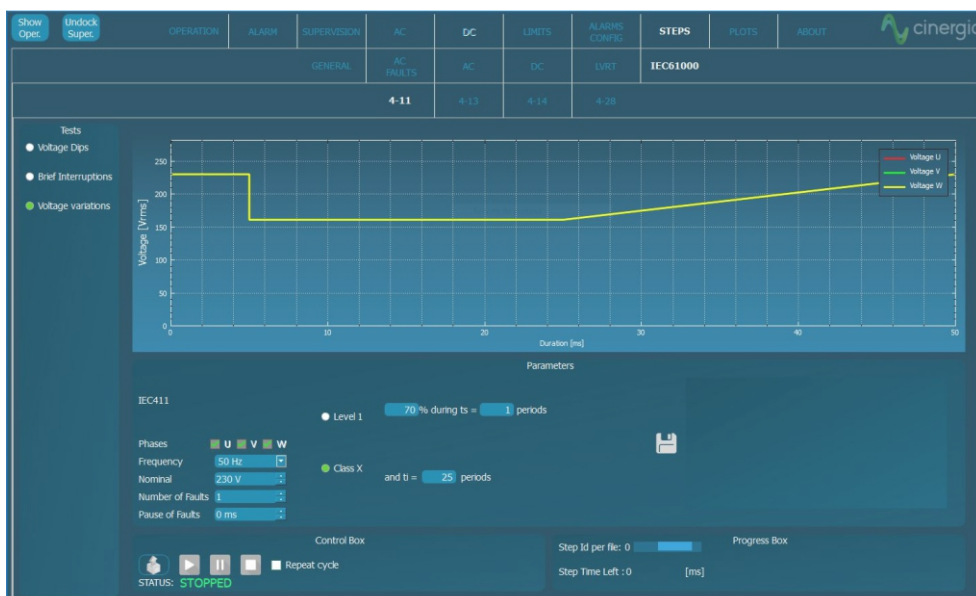 Show Oper. Undock Super. OPERATION ALARM SUPERVISION AC DC LIMITS ALARMS CONFIG STEPS PLOTS ABOUT cinergia
GENERAL AC FAULTS AC DC LVRT IEC61000
4-11 4-13 4-14 4-28
Tests
Voltage Dips
Brief Interruptions
Voltage variations
Voltage [Vrms]
250
200
150
100
50
0
0 10 20 30 40 50
Duration [ms]
Voltage U
Voltage V
Voltage W
Parameters
IEC411
Level 1 70 % during ts = 1 periods
Phases U V W
Frequency 50 Hz
Class X and ti = 25 periods
Nominal 230 V
Number of Faults 1
Pause of Faults 0 ms
Control Box
Repeat cycle
STATUS: STOPPED
Progress Box
Step Id per file: 0
Step Time Left : 0 [ms]